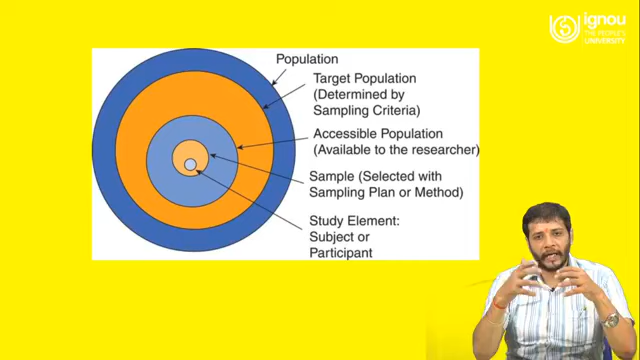 ignou
THE PEOPLE'S
UNIVERSITY
Population
Target Population
(Determined by
Sampling Criteria)
Accessible Population
(Available to the researcher)
Sample (Selected with
Sampling Plan or Method)
Study Element:
Subject or
Participant